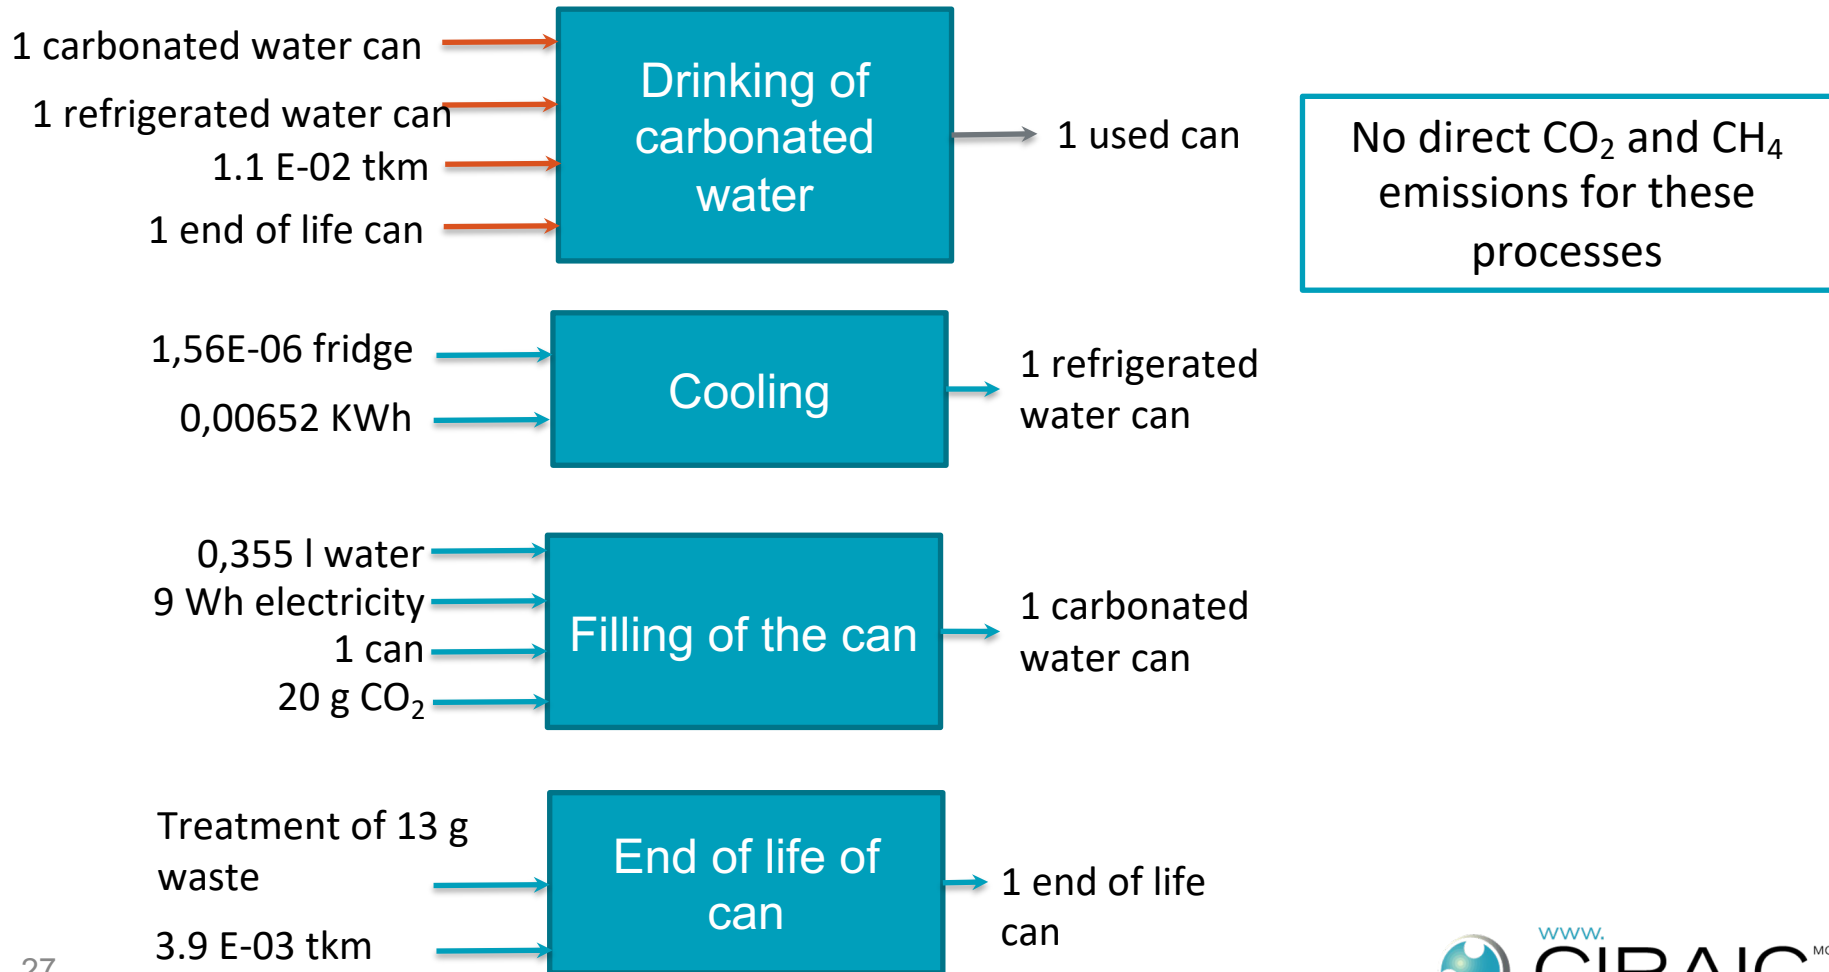 1 carbonated water can
1 refrigerated water can
1.1 E-02 tkm
1 end of life can
Drinking of
carbonated
water
1 used can
No direct CO₂ and CH₄
emissions for these
processes
1,56E-06 fridge
0,00652 KWh
Cooling
1 refrigerated
water can
0,355 l water
9 Wh electricity
1 can
20 g CO₂
Filling of the can
1 carbonated
water can
Treatment of 13 g
waste
3.9 E-03 tkm
End of life of
can
1 end of life
can
27
www.
CIRAIG